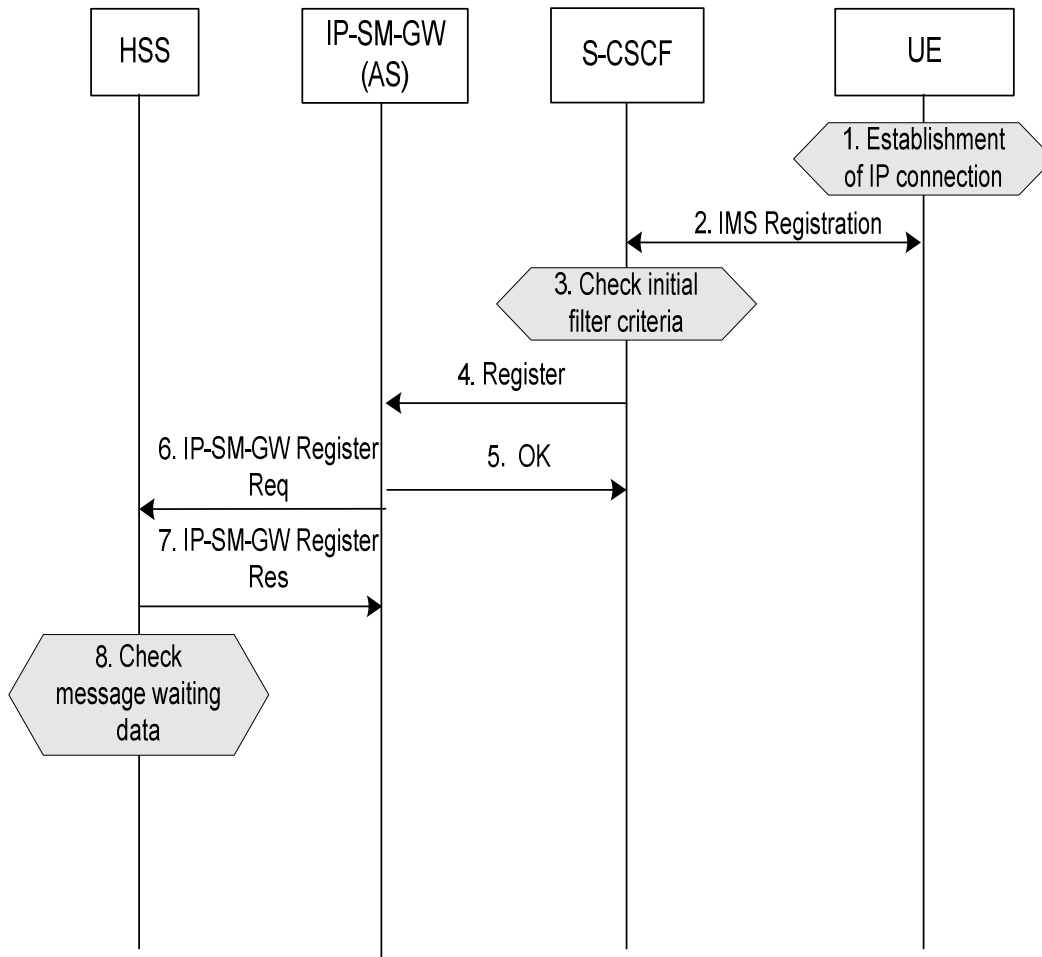 HSS
IP-SM-GW
(AS)
S-CSCF
UE
1. Establishment
of IP connection
2. IMS Registration
3. Check initial
filter criteria
4. Register
6. IP-SM-GW Register
Req
5. OK
7. IP-SM-GW Register
Res
8. Check
message waiting
data